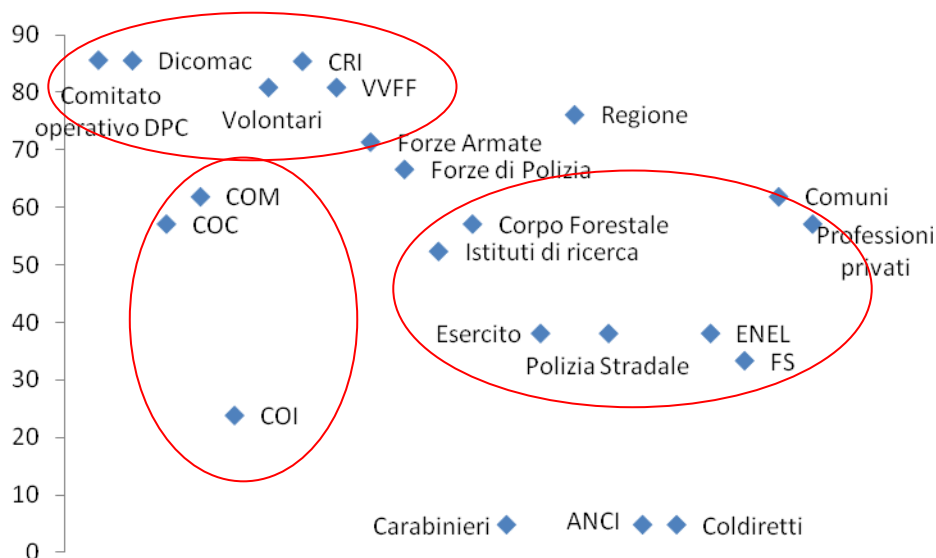 90
80
70
60
50
40
30
20
10
0
Dicomac
CRI
Comitato
operativo DPC
Volontari
VVFF
Regione
Forze Armate
Forze di Polizia
COM
COC
Comuni
Corpo Forestale
Professioni
privati
Istituti di ricerca
Esercito
ENEL
Polizia Stradale
FS
COI
Carabinieri
ANCI
Coldiretti